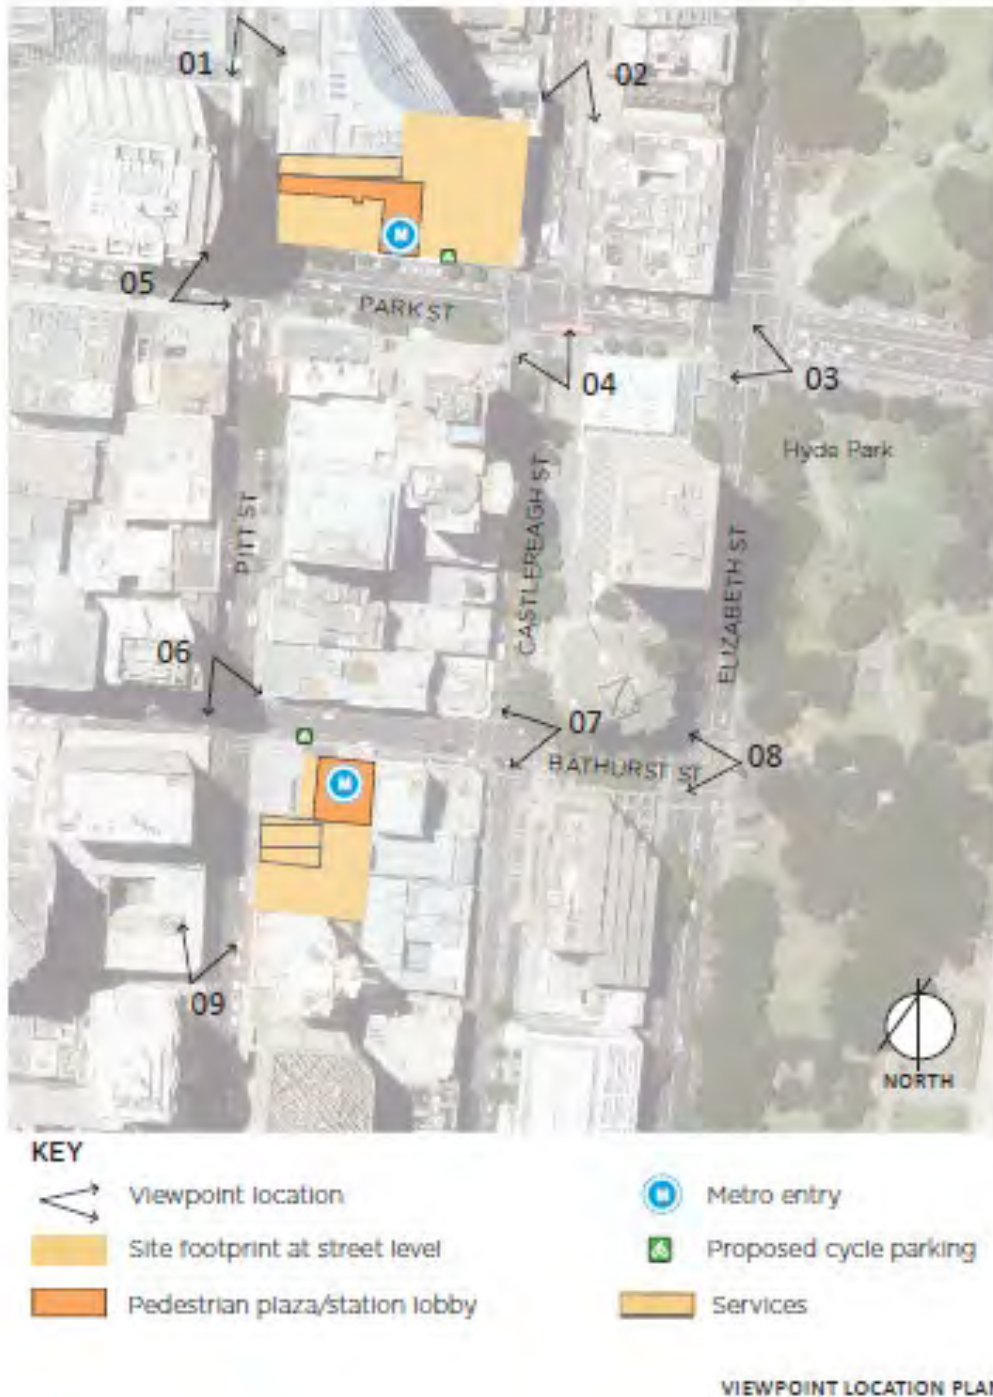 01
02
05
PARK ST
04
03
Hyde Park
PITT ST
CASTLEREAGH ST
ELIZABETH ST
06
07
08
BATHURST ST
09
NORTH
KEY
Viewpoint location
M Metro entry
Site footprint at street level
Proposed cycle parking
Pedestrian plaza/station lobby
Services
VIEWPOINT LOCATION PLAN
M
M